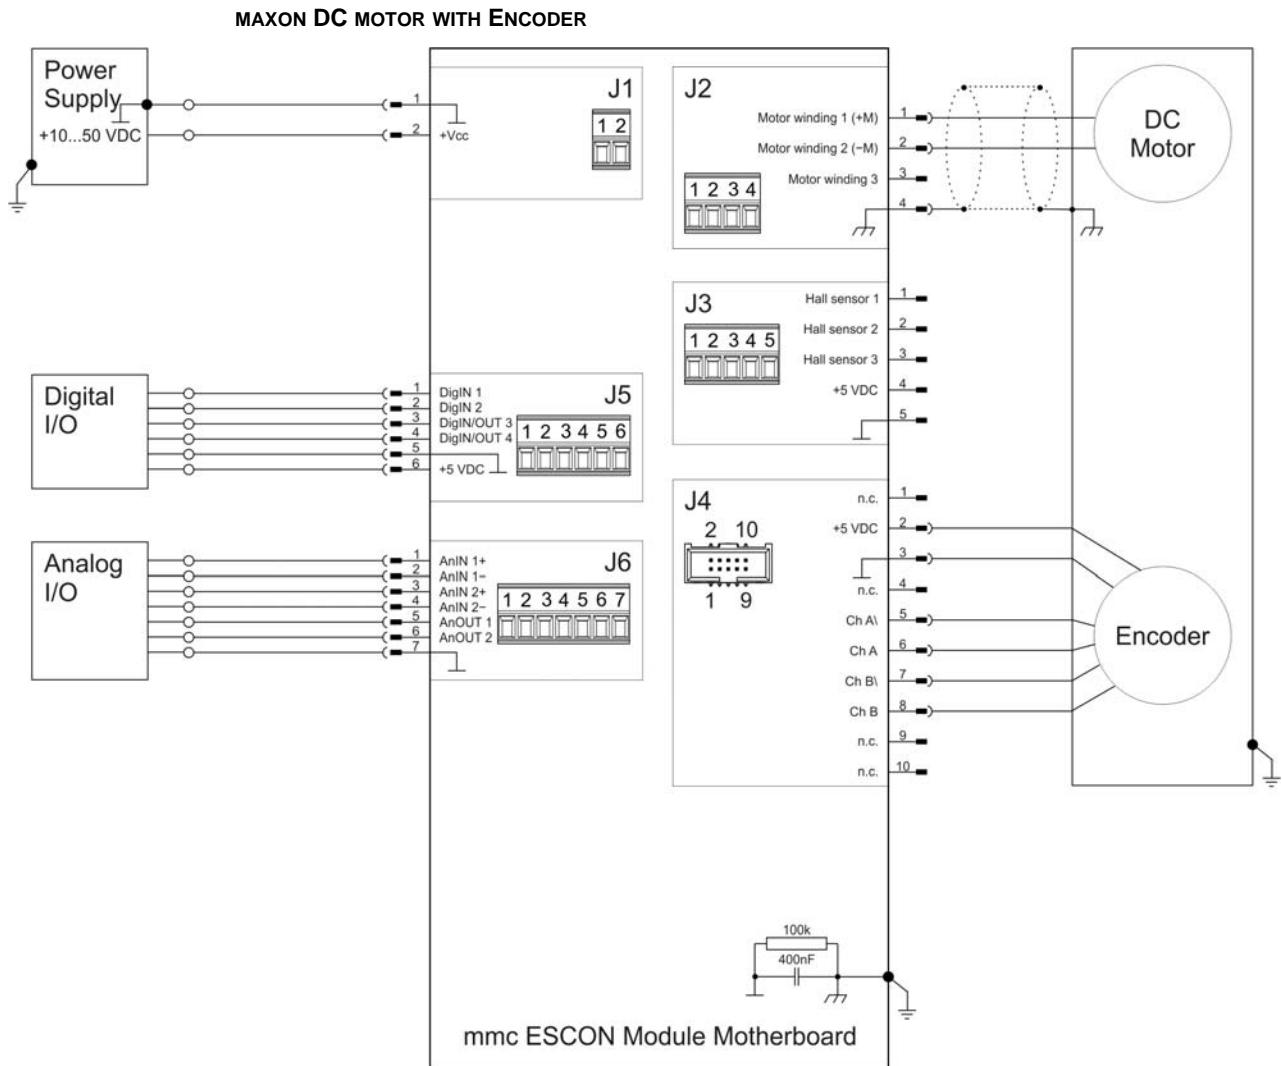 MAXON DC MOTOR WITH ENCODER
Power
Supply
+10...50 VDC
1
2
+Vcc
J1
1 2
J2
Motor winding 1 (+M)
1
Motor winding 2 (−M)
2
Motor winding 3
3
4
1 2 3 4
DC
Motor
J3
1 2 3 4 5
Hall sensor 1
1
Hall sensor 2
2
Hall sensor 3
3
+5 VDC
4
5
Digital
I/O
1
DigIN 1
2
DigIN 2
3
DigIN/OUT 3
4
DigIN/OUT 4
5
6
+5 VDC
J5
1 2 3 4 5 6
J4
2 10
1 9
n.c.
1
+5 VDC
2
3
n.c.
4
Ch A\
5
Ch A
6
Ch B\
7
Ch B
8
n.c.
9
n.c.
10
Encoder
Analog
I/O
1
AnIN 1+
2
AnIN 1−
3
AnIN 2+
4
AnIN 2−
5
AnOUT 1
6
AnOUT 2
7
J6
1 2 3 4 5 6 7
100k
400nF
mmc ESCON Module Motherboard